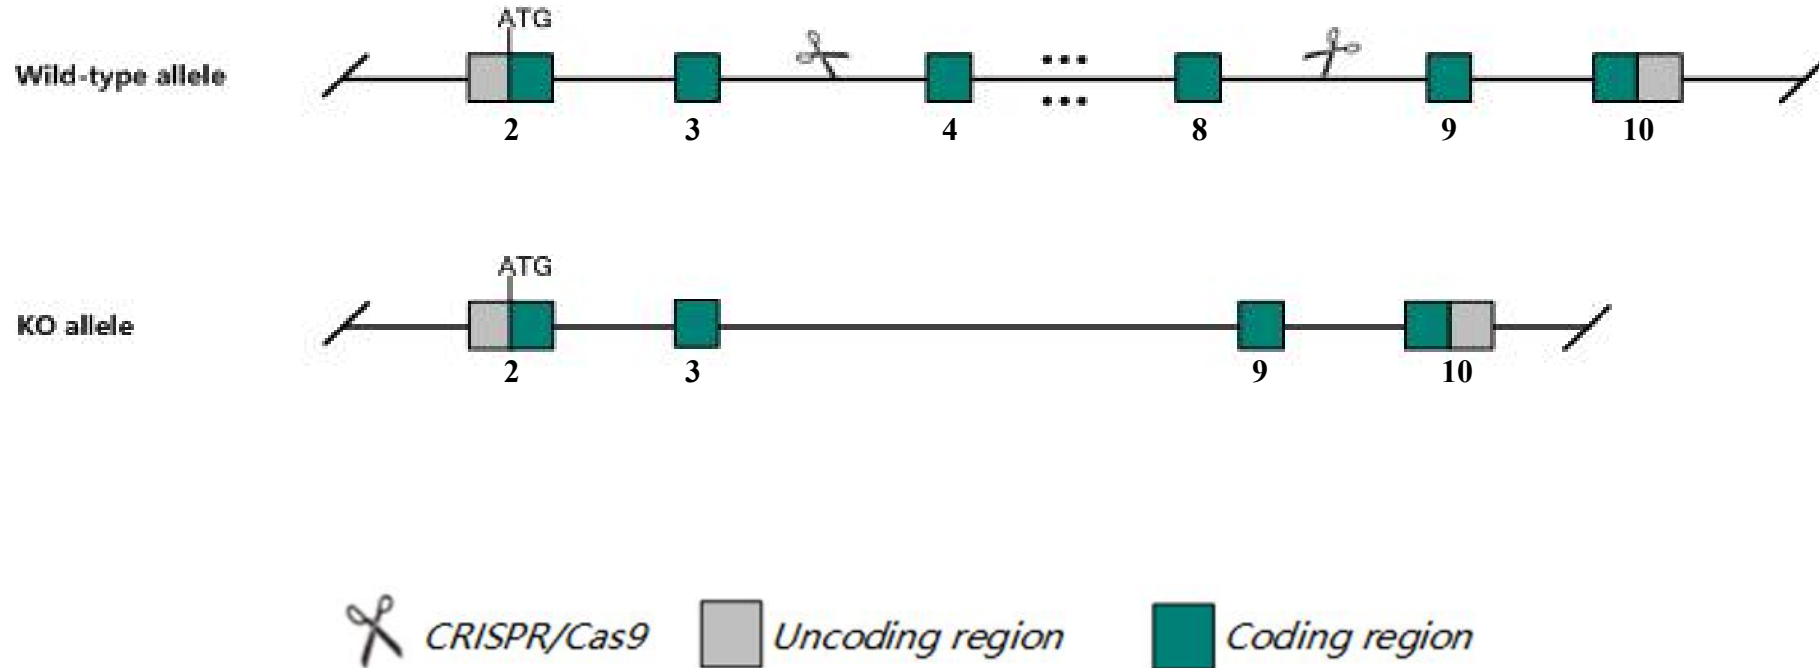 ATG
Wild-type allele
2 3 4 8 9 10
ATG
KO allele
2 3 9 10
CRISPR/Cas9 Uncoding region Coding region